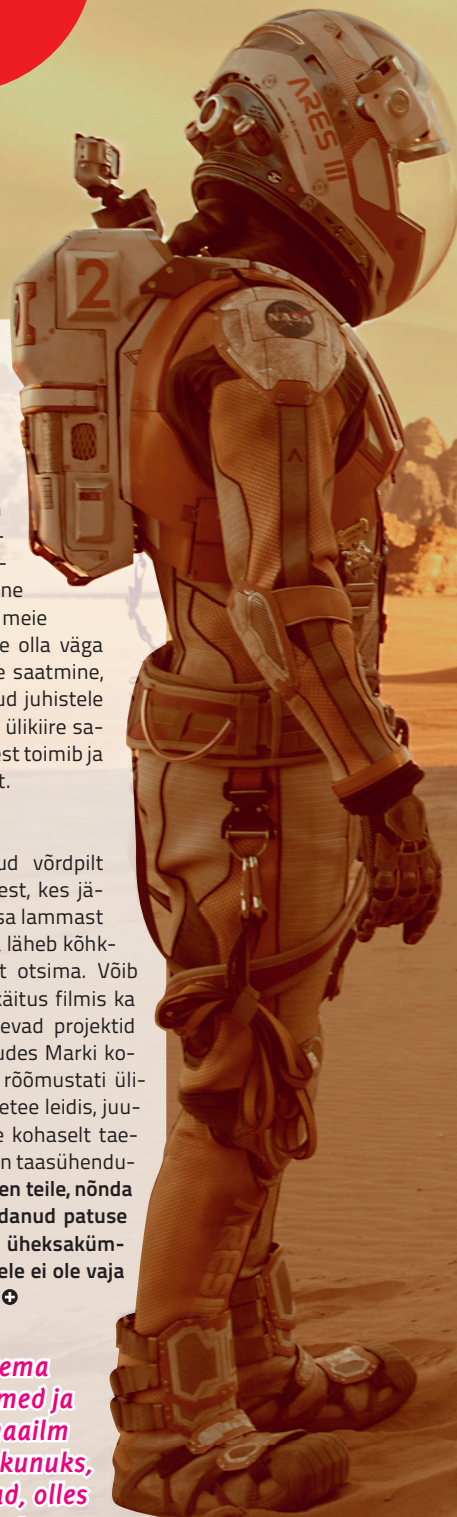 ARES III
2
NASA
ne
meie
e olla väga
e saatmine,
ud juhistele
ülikiire sa-
est toimib ja
t.
ud võrdpilt
est, kes jä-
sa lammast
läheb kõhk-
t otsima. Võib
käitus filmis ka
evad projektid
udes Marki ko-
rõõmustati üli-
etee leidis, juu-
e kohaselt tae-
n taasühendu-
en teile, nõnda
danud patuse
üheksaküm-
ele ei ole vaja
ARES
ema
med ja
aailm
kunuks,
ad, olles